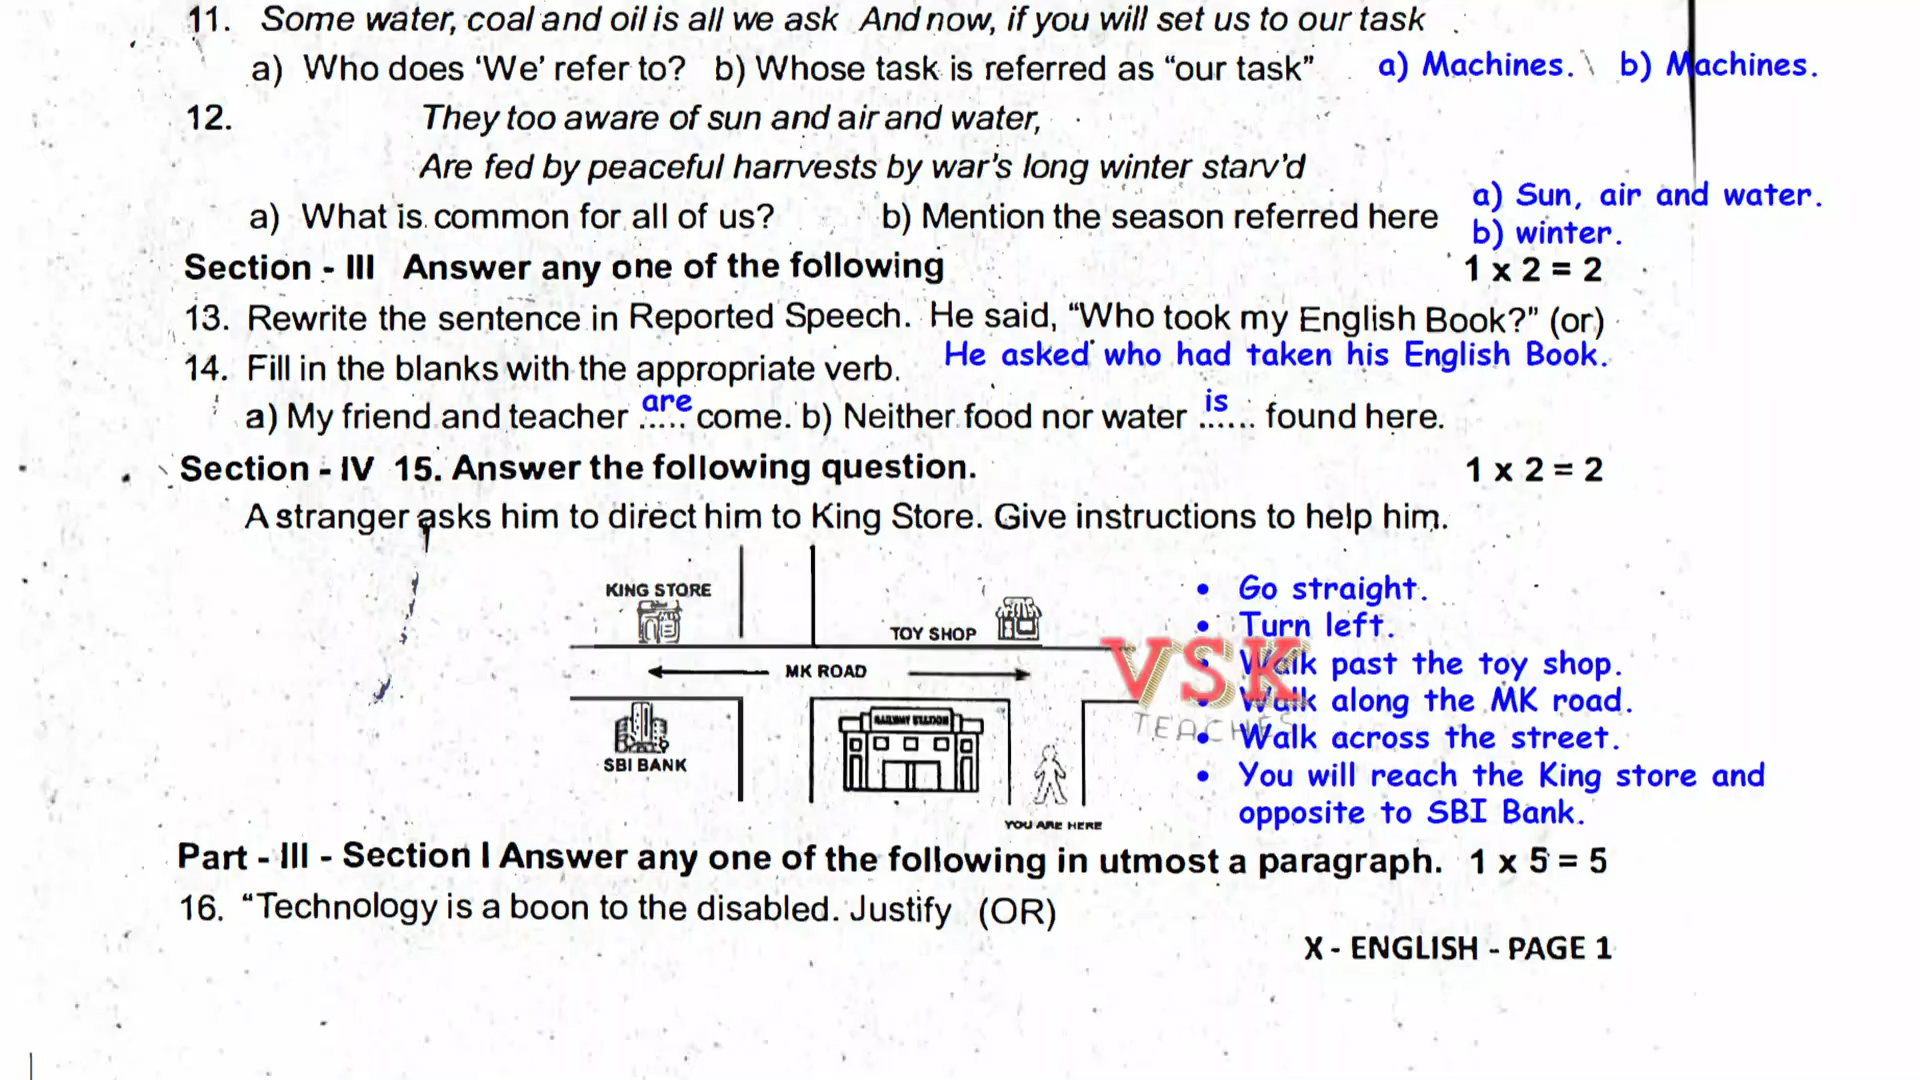 11. Some water, coal and oil is all we ask And now, if you will set us to our task
a) Who does ‘We’ refer to? b) Whose task is referred as “our task” a) Machines. b) Machines.
12. They too aware of sun and air and water,
Are fed by peaceful harrvests by war's long winter starv'd
a) What is common for all of us? b) Mention the season referred here
a) Sun, air and water.
b) winter.
Section - III Answer any one of the following 1 x 2 = 2
13. Rewrite the sentence in Reported Speech. He said, “Who took my English Book?” (or)
He asked who had taken his English Book.
14. Fill in the blanks with the appropriate verb.
a) My friend and teacher ..... come. b) Neither food nor water ...... found here.
are is
Section - IV 15. Answer the following question. 1 x 2 = 2
A stranger asks him to direct him to King Store. Give instructions to help him.
KING STORE
TOY SHOP
MK ROAD
RAILWAY STATION
SBI BANK
YOU ARE HERE
• Go straight.
• Turn left.
• Walk past the toy shop.
• Walk along the MK road.
• Walk across the street.
• You will reach the King store and
opposite to SBI Bank.
VSK
TEACHES
Part - III - Section I Answer any one of the following in utmost a paragraph. 1 x 5 = 5
16. “Technology is a boon to the disabled. Justify (OR)
X - ENGLISH - PAGE 1